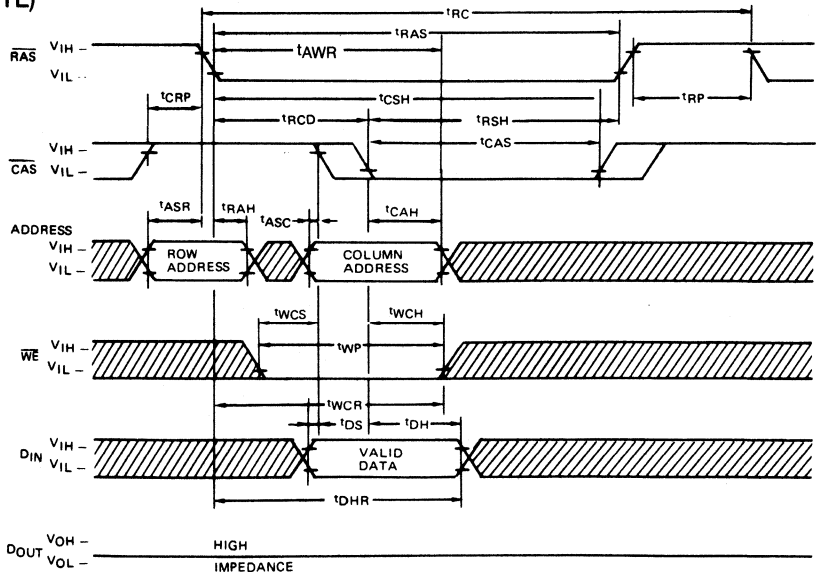 tRC
tRAS
tAWR
RAS VIH
VIL
tCRP
tCSH
tRP
tRCD
tRSH
tCAS
CAS VIH
VIL
tASR
tRAH
tASC
tCAH
ADDRESS
VIH
VIL
ROW
ADDRESS
COLUMN
ADDRESS
tWCS
tWCH
tWP
WE VIH
VIL
tWCR
tDS
tDH
DIN VIH
VIL
VALID
DATA
tDHR
DOUT VOH
VOL
HIGH
IMPEDANCE